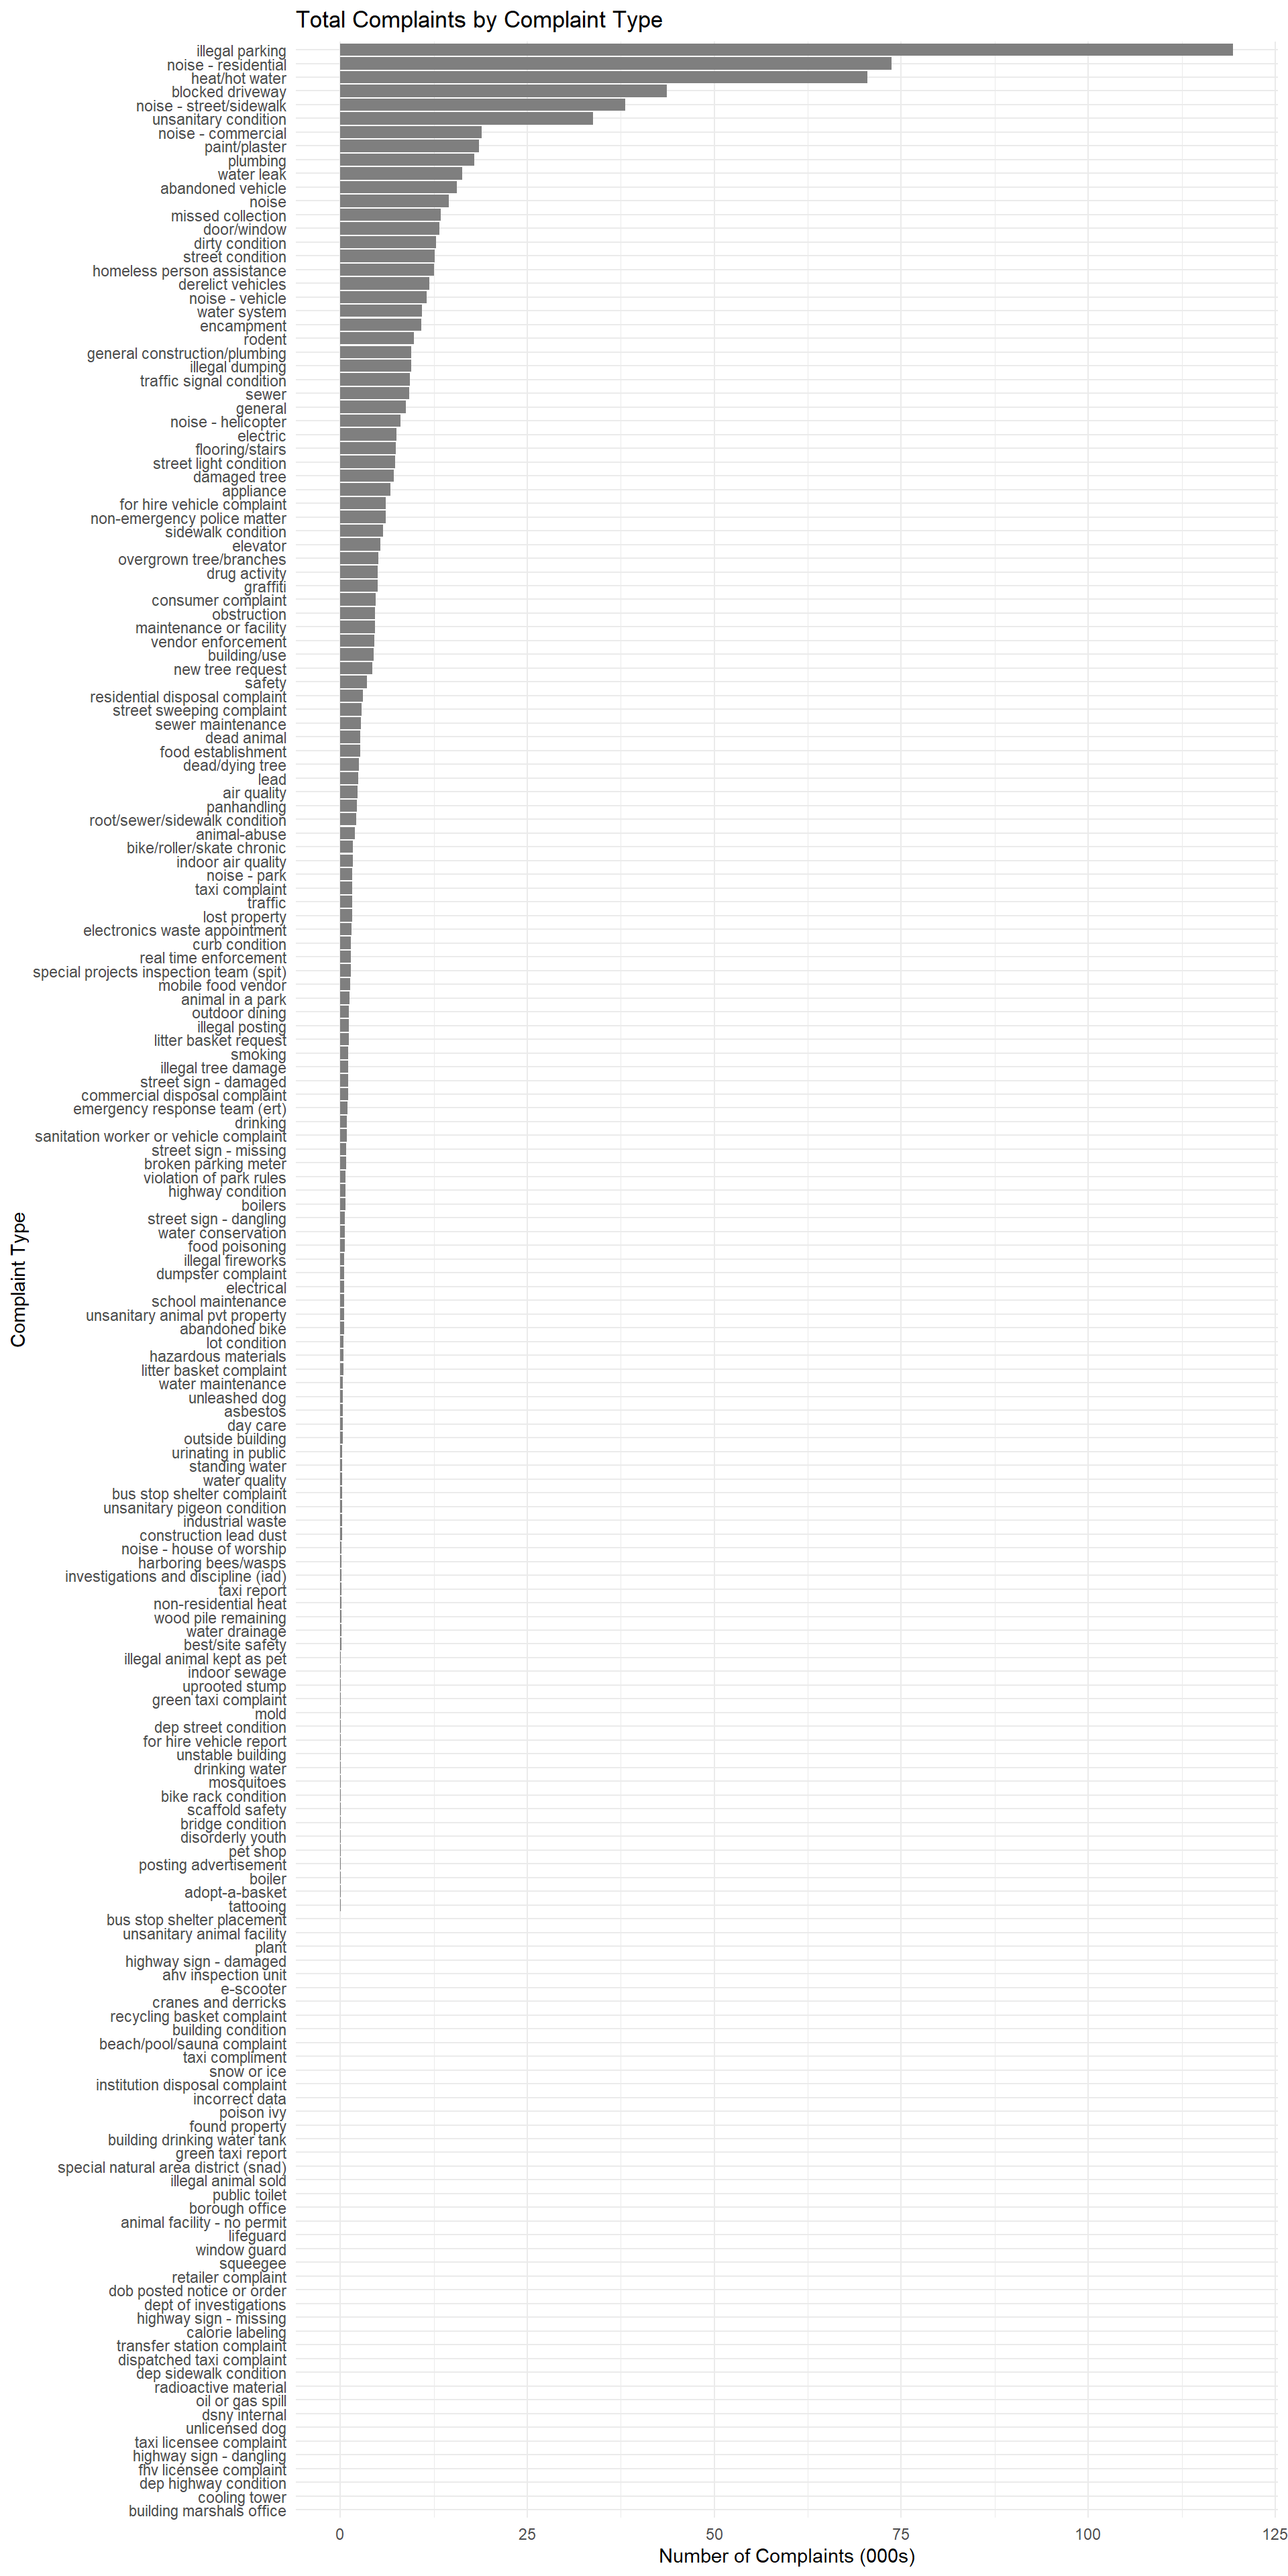 Total Complaints by Complaint Type
illegal parking
noise - residential
heat/hot water
blocked driveway
noise - street/sidewalk
unsanitary condition
noise - commercial
paint/plaster
plumbing
water leak
abandoned vehicle
noise
missed collection
door/window
dirty condition
street condition
homeless person assistance
derelict vehicles
noise - vehicle
water system
encampment
rodent
general construction/plumbing
illegal dumping
traffic signal condition
sewer
general
noise - helicopter
electric
flooring/stairs
street light condition
damaged tree
appliance
for hire vehicle complaint
non-emergency police matter
sidewalk condition
elevator
overgrown tree/branches
drug activity
graffiti
consumer complaint
obstruction
maintenance or facility
vendor enforcement
building/use
new tree request
safety
residential disposal complaint
street sweeping complaint
sewer maintenance
dead animal
food establishment
dead/dying tree
lead
air quality
panhandling
root/sewer/sidewalk condition
animal-abuse
bike/roller/skate chronic
indoor air quality
noise - park
taxi complaint
traffic
lost property
electronics waste appointment
curb condition
real time enforcement
special projects inspection team (spit)
mobile food vendor
animal in a park
outdoor dining
illegal posting
litter basket request
smoking
illegal tree damage
street sign - damaged
commercial disposal complaint
emergency response team (ert)
drinking
sanitation worker or vehicle complaint
street sign - missing
broken parking meter
violation of park rules
highway condition
boilers
street sign - dangling
water conservation
food poisoning
illegal fireworks
dumpster complaint
electrical
school maintenance
unsanitary animal pvt property
abandoned bike
lot condition
hazardous materials
litter basket complaint
water maintenance
unleashed dog
asbestos
day care
outside building
urinating in public
standing water
water quality
bus stop shelter complaint
unsanitary pigeon condition
industrial waste
construction lead dust
noise - house of worship
harboring bees/wasps
investigations and discipline (iad)
taxi report
non-residential heat
wood pile remaining
water drainage
best/site safety
illegal animal kept as pet
indoor sewage
uprooted stump
green taxi complaint
mold
dep street condition
for hire vehicle report
unstable building
drinking water
mosquitoes
bike rack condition
scaffold safety
bridge condition
disorderly youth
pet shop
posting advertisement
boiler
adopt-a-basket
tattooing
bus stop shelter placement
unsanitary animal facility
plant
highway sign - damaged
ahv inspection unit
e-scooter
cranes and derricks
recycling basket complaint
building condition
beach/pool/sauna complaint
taxi compliment
snow or ice
institution disposal complaint
incorrect data
poison ivy
found property
building drinking water tank
green taxi report
special natural area district (snad)
illegal animal sold
public toilet
borough office
animal facility - no permit
lifeguard
window guard
squeegee
retailer complaint
dob posted notice or order
dept of investigations
highway sign - missing
calorie labeling
transfer station complaint
dispatched taxi complaint
dep sidewalk condition
radioactive material
oil or gas spill
dsny internal
unlicensed dog
taxi licensee complaint
highway sign - dangling
fhv licensee complaint
dep highway condition
cooling tower
building marshals office
Complaint Type
0 25 50 75 100 125
Number of Complaints (000s)